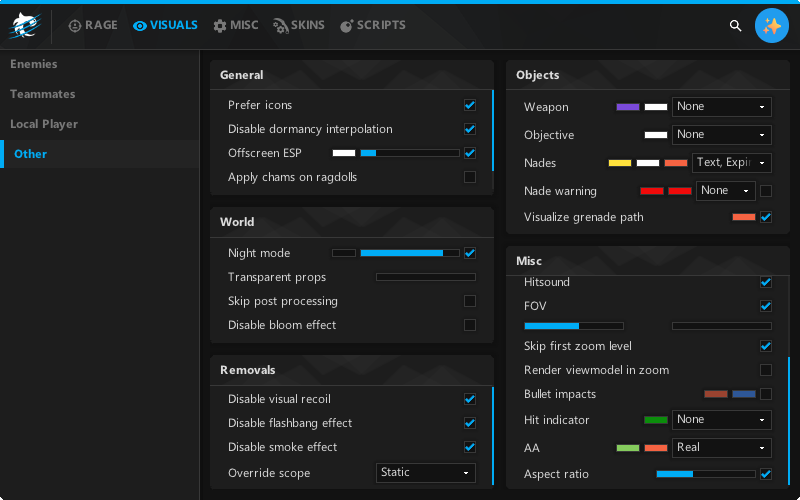 RAGE
VISUALS
MISC
SKINS
SCRIPTS
Enemies
Teammates
Local Player
Other
General
Prefer icons
Disable dormancy interpolation
Offscreen ESP
Apply chams on ragdolls
World
Night mode
Transparent props
Skip post processing
Disable bloom effect
Removals
Disable visual recoil
Disable flashbang effect
Disable smoke effect
Override scope Static
Objects
Weapon None
Objective None
Nades Text, Expir
Nade warning None
Visualize grenade path
Misc
Hitsound
FOV
Skip first zoom level
Render viewmodel in zoom
Bullet impacts
Hit indicator None
AA Real
Aspect ratio